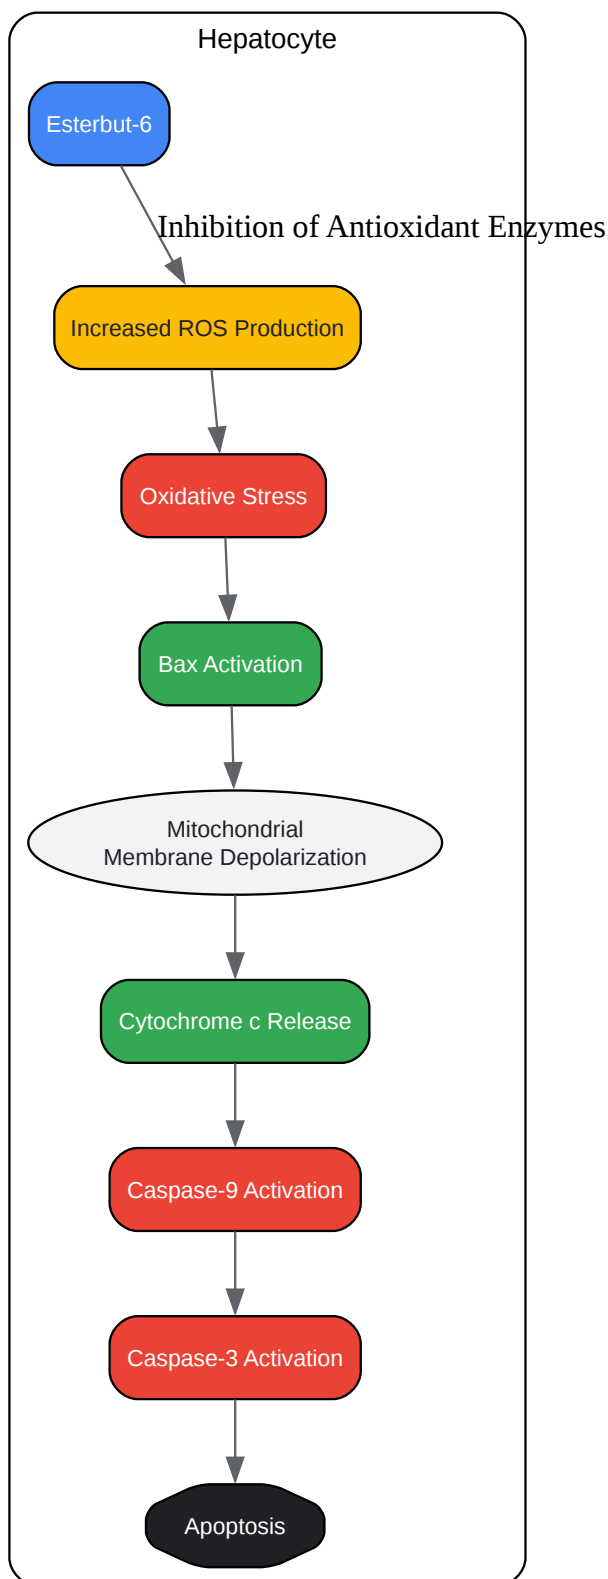 Hepatocyte
Esterbut-6
Inhibition of Antioxidant Enzymes
Increased ROS Production
Oxidative Stress
Bax Activation
Mitochondrial
Membrane Depolarization
Cytochrome c Release
Caspase-9 Activation
Caspase-3 Activation
Apoptosis